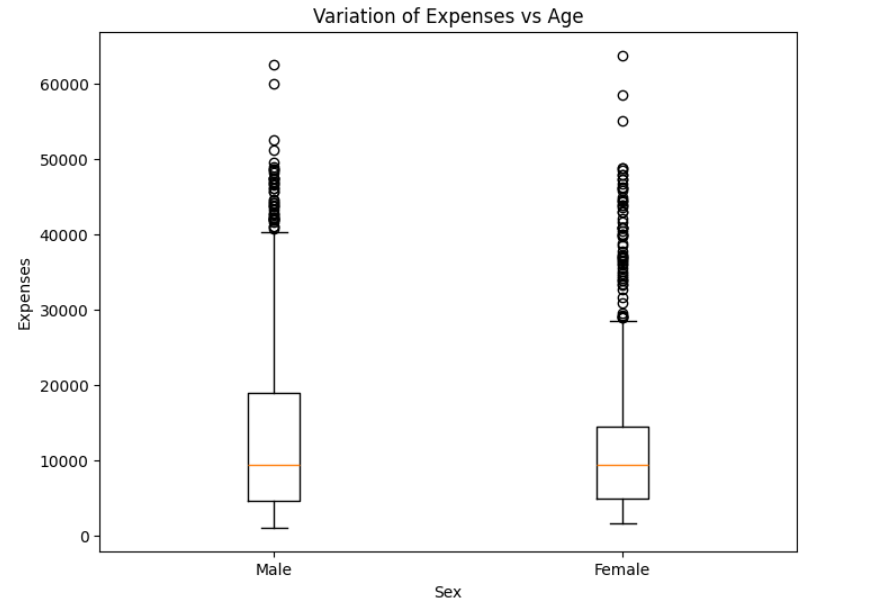 Variation of Expenses vs Age
60000
50000
40000
30000
20000
10000
0
Expenses
Male
Female
Sex